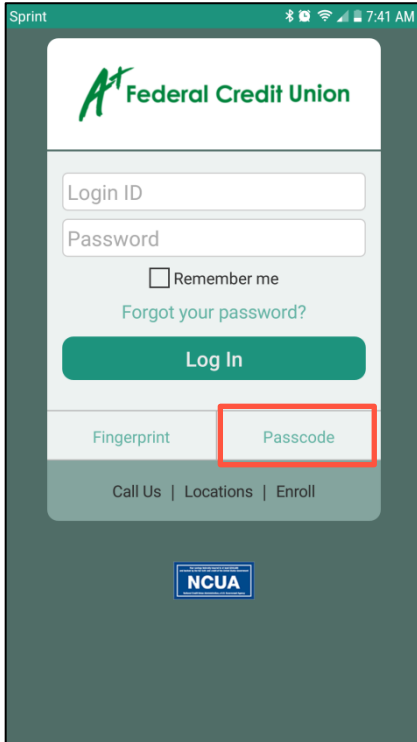 Sprint 7:41 AM
A+ Federal Credit Union
Login ID
Password
Remember me
Forgot your password?
Log In
Fingerprint Passcode
Call Us | Locations | Enroll
NCUA